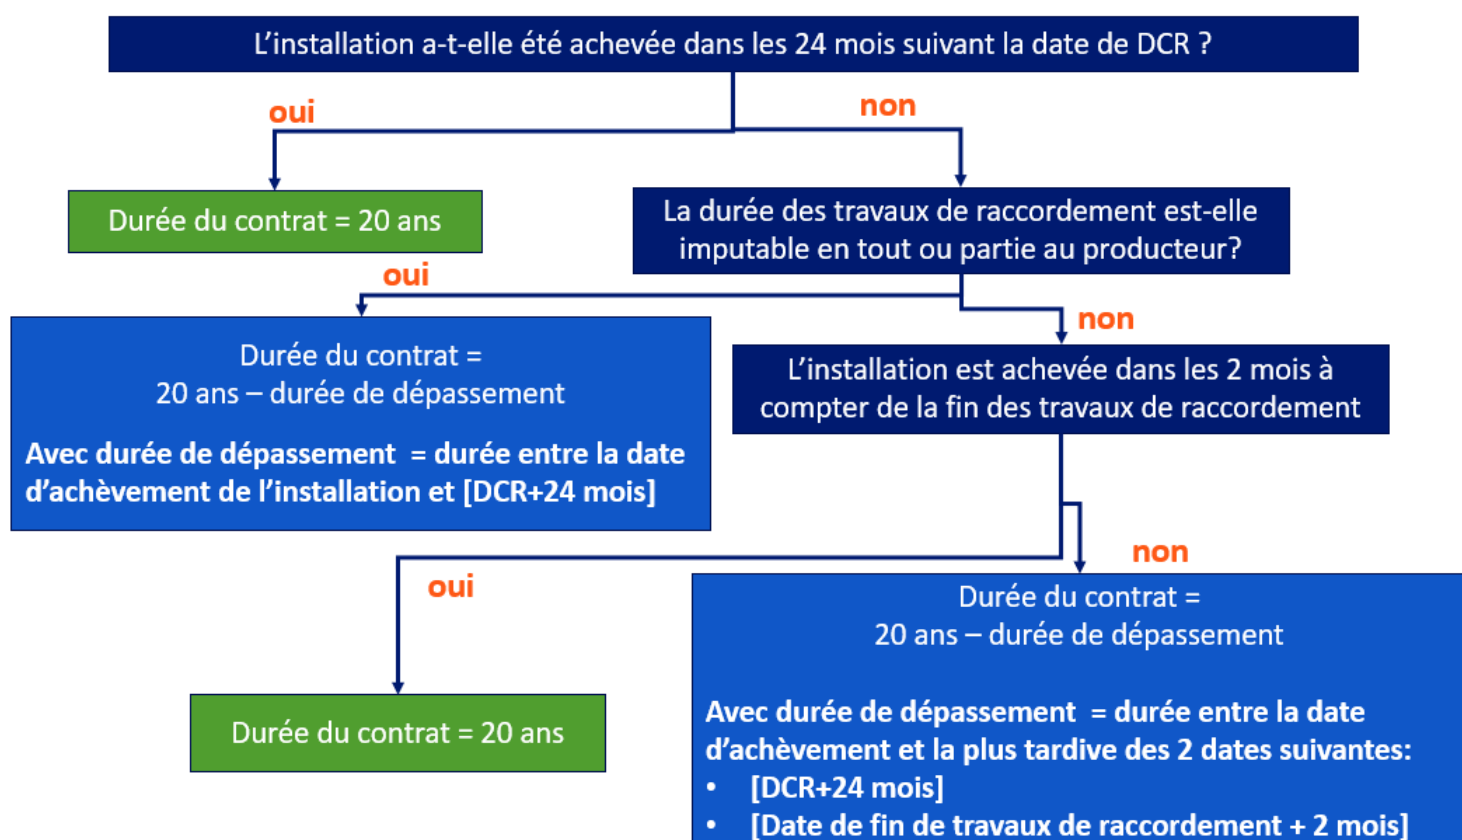 L'installation a-t-elle été achevée dans les 24 mois suivant la date de DCR ?
oui
non
Durée du contrat = 20 ans
La durée des travaux de raccordement est-elle
imputable en tout ou partie au producteur?
oui
non
Durée du contrat =
20 ans – durée de dépassement
Avec durée de dépassement = durée entre la date
d'achèvement de l'installation et [DCR+24 mois]
L'installation est achevée dans les 2 mois à
compter de la fin des travaux de raccordement
oui
non
Durée du contrat = 20 ans
Durée du contrat =
20 ans – durée de dépassement
Avec durée de dépassement = durée entre la date
d'achèvement et la plus tardive des 2 dates suivantes:
• [DCR+24 mois]
• [Date de fin de travaux de raccordement + 2 mois]